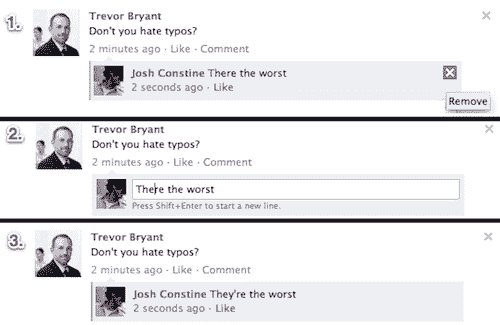 1.
Trevor Bryant
Don't you hate typos?
2 minutes ago · Like · Comment
Josh Constine There the worst
2 seconds ago · Like
Remove
2.
Trevor Bryant
Don't you hate typos?
2 minutes ago · Like · Comment
There the worst
Press Shift+Enter to start a new line.
3.
Trevor Bryant
Don't you hate typos?
2 minutes ago · Like · Comment
Josh Constine They're the worst
2 seconds ago · Like